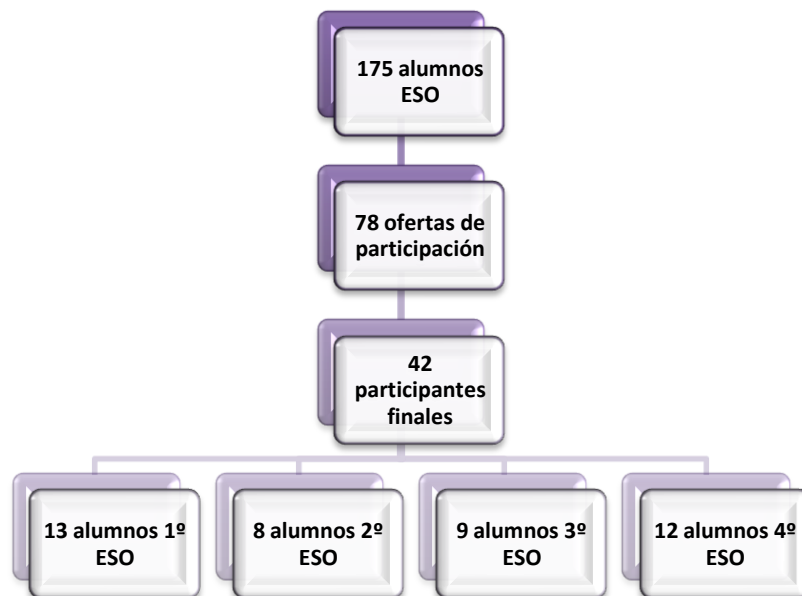 175 alumnos
ESO
78 ofertas de
participación
42
participantes
finales
13 alumnos 1º
ESO
8 alumnos 2º
ESO
9 alumnos 3º
ESO
12 alumnos 4º
ESO